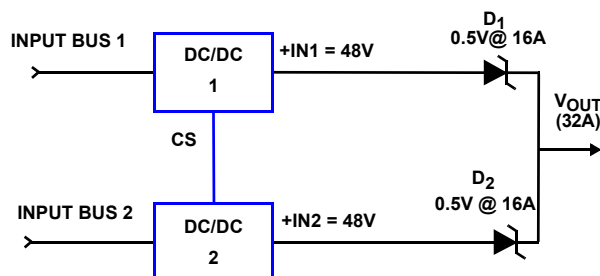 D1
0.5V@ 16A
INPUT BUS 1
DC/DC
1
+IN1 = 48V
VOUT
(32A)
CS
D2
0.5V @ 16A
INPUT BUS 2
DC/DC
2
+IN2 = 48V